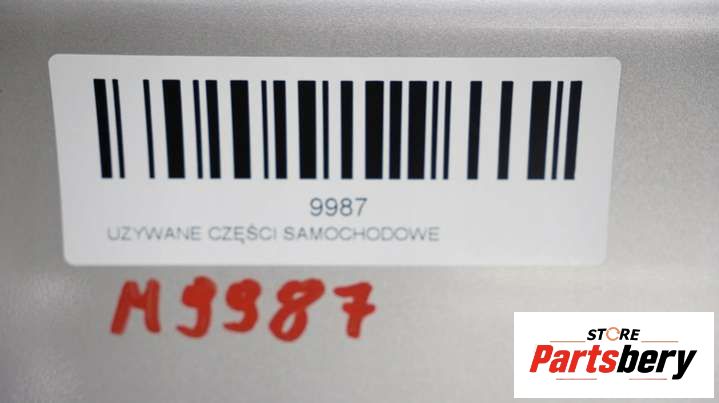 9987
UZYWANE CZĘŚCI SAMOCHODOWE
M9987
STORE
Partsbery